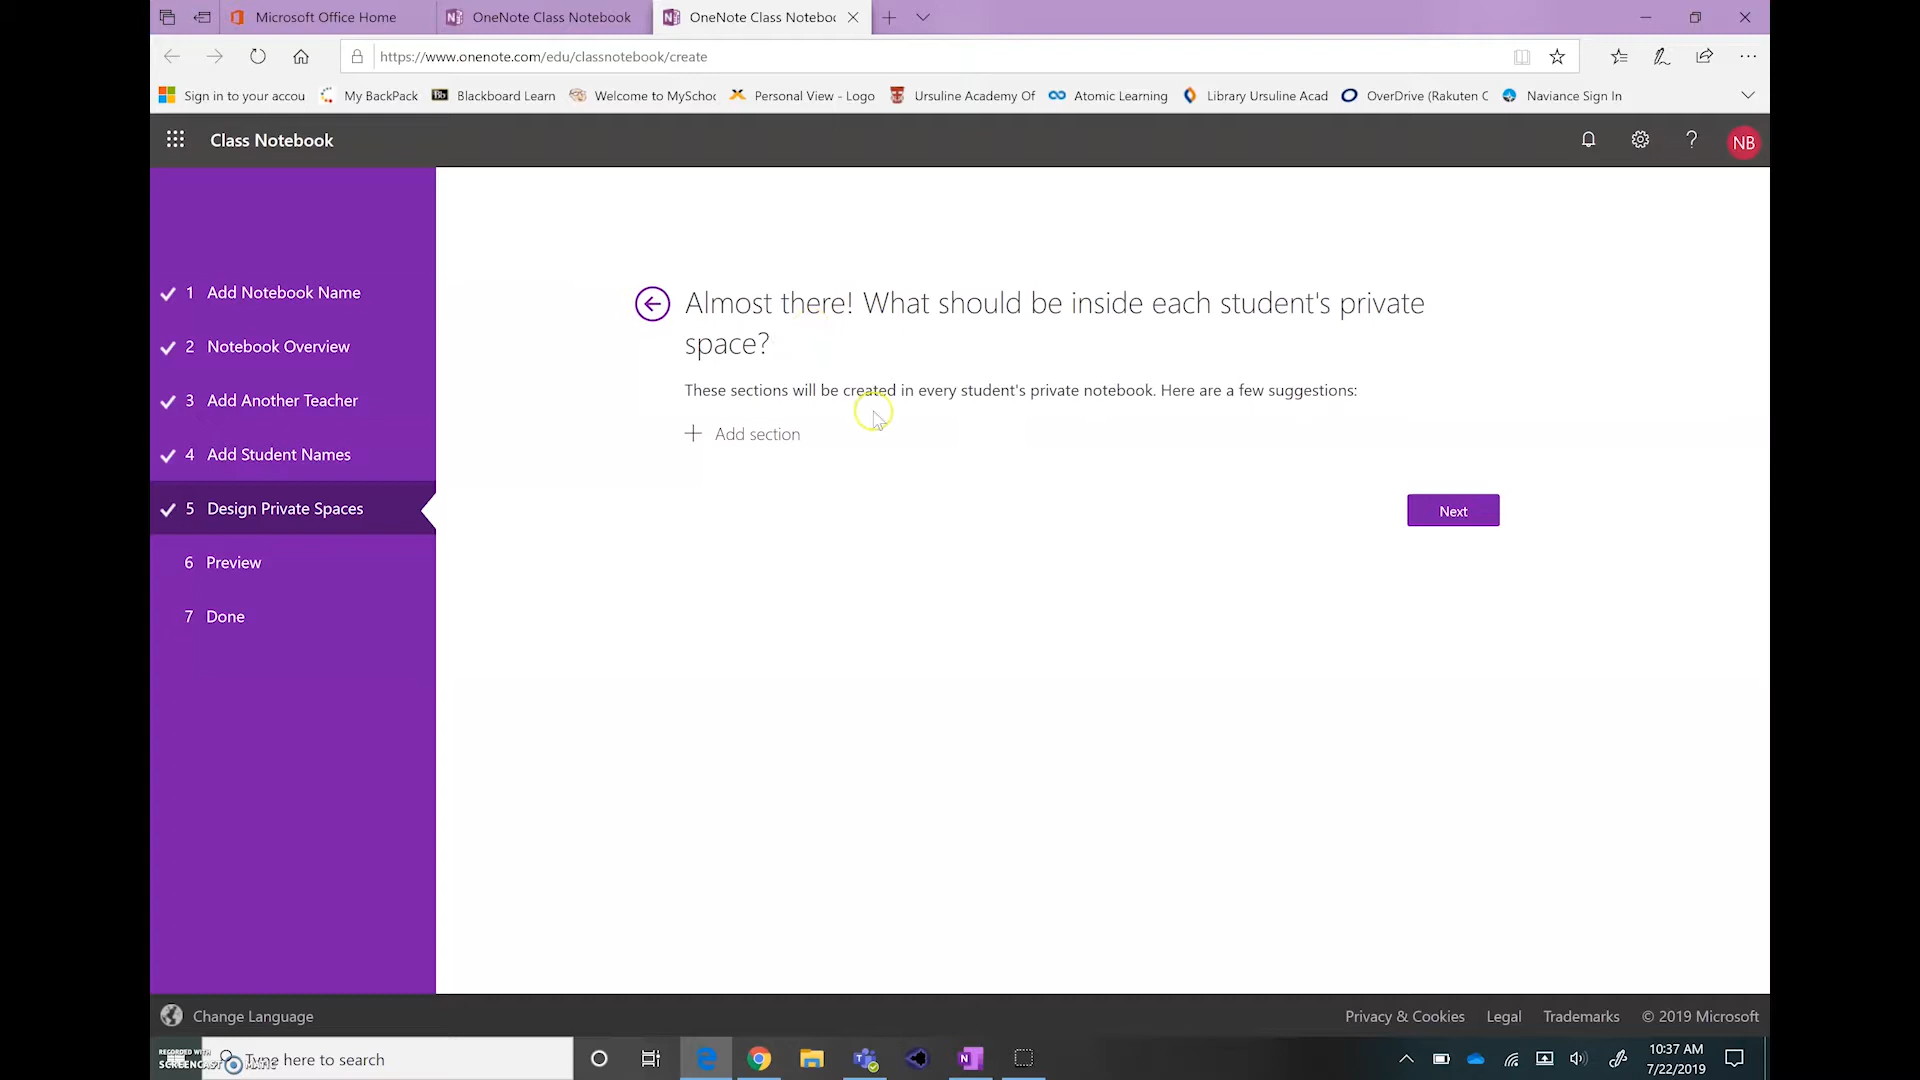 Microsoft Office Home
OneNote Class Notebook
OneNote Class Noteboo
https://www.onenote.com/edu/classnotebook/create
Sign in to your accou
My BackPack
Bb Blackboard Learn
Welcome to MySchoo
Personal View - Logo
Ursuline Academy Of
Atomic Learning
Library Ursuline Acad
OverDrive (Rakuten C
Naviance Sign In
Class Notebook
?
NB
1 Add Notebook Name
2 Notebook Overview
3 Add Another Teacher
4 Add Student Names
5 Design Private Spaces
6 Preview
7 Done
Almost there! What should be inside each student's private
space?
These sections will be created in every student's private notebook. Here are a few suggestions:
+ Add section
Next
Change Language
Privacy & Cookies
Legal
Trademarks
© 2019 Microsoft
RECORDED WITH
SCREENCAST
MATIC
Type here to search
10:37 AM
7/22/2019